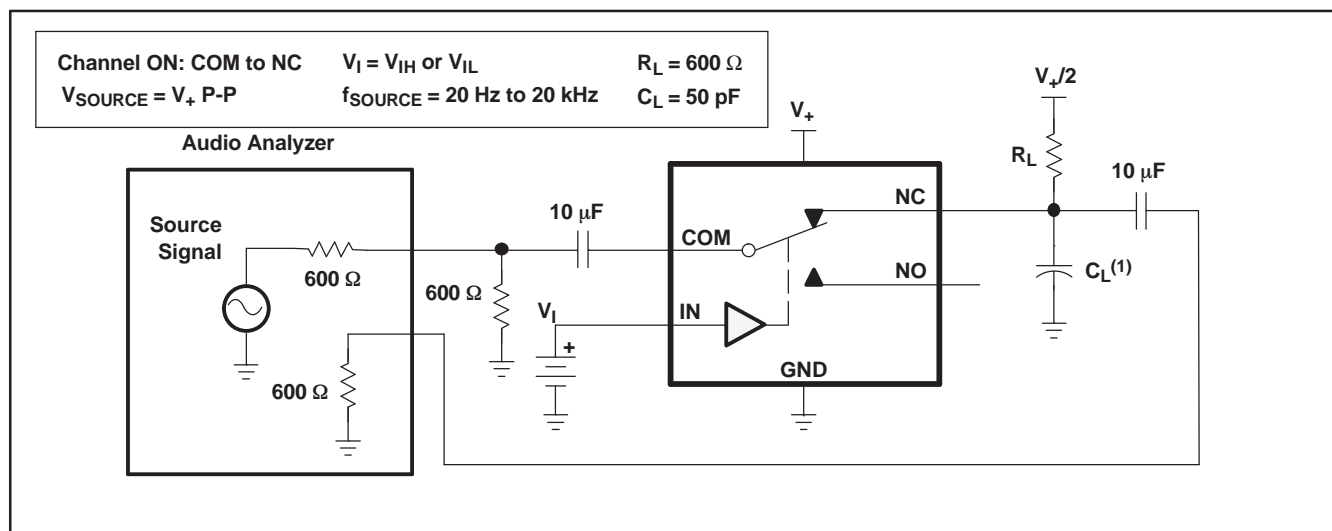 Channel ON: COM to NC
V_I = V_IH or V_IL
R_L = 600 Ω
V_SOURCE = V_+ P-P
f_SOURCE = 20 Hz to 20 kHz
C_L = 50 pF
Audio Analyzer
V_+/2
V_+
R_L
10 μF
NC
Source
Signal
10 μF
COM
600 Ω
600 Ω
NO
C_L(1)
V_I
IN
+
GND
600 Ω